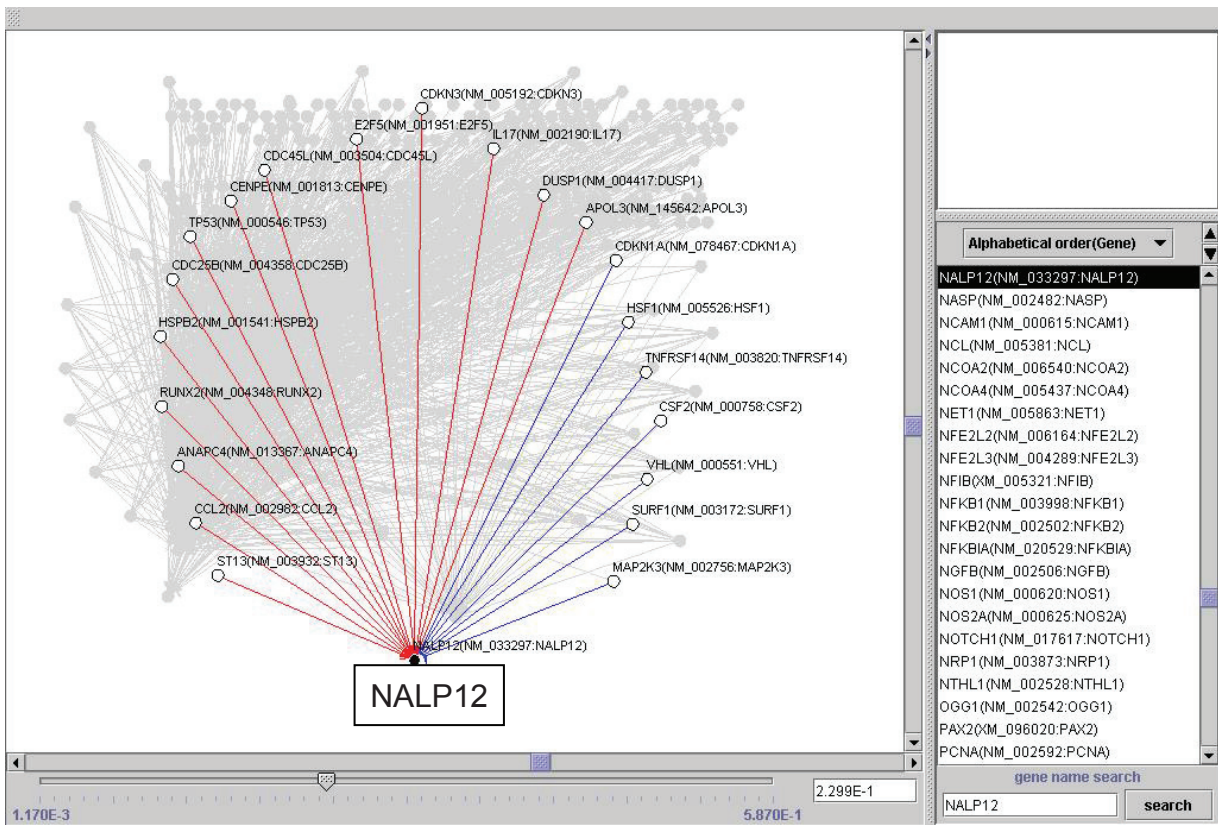 CDKN3(NM_005192:CDKN3)
E2F5(NM_001951:E2F5)
IL17(NM_002190:IL17)
CDC45L(NM_003504:CDC45L)
CENPE(NM_001813:CENPE)
DUSP1(NM_004417:DUSP1)
APOL3(NM_145642:APOL3)
TP53(NM_000546:TP53)
CDKN1A(NM_078467:CDKN1A)
CDC25B(NM_004358:CDC25B)
HSF1(NM_005526:HSF1)
HSPB2(NM_001541:HSPB2)
TNFRSF14(NM_003820:TNFRSF14)
RUNX2(NM_004348:RUNX2)
CSF2(NM_000758:CSF2)
ANAPC4(NM_013367:ANAPC4)
VHL(NM_000551:VHL)
CCL2(NM_002982:CCL2)
SURF1(NM_003172:SURF1)
ST13(NM_003932:ST13)
MAP2K3(NM_002756:MAP2K3)
NALP12(NM_033297:NALP12)
NALP12
1.170E-3
5.870E-1
2.299E-1
Alphabetical order(Gene)
NALP12(NM_033297:NALP12)
NASP(NM_002482:NASP)
NCAM1(NM_000615:NCAM1)
NCL(NM_005381:NCL)
NCOA2(NM_006540:NCOA2)
NCOA4(NM_005437:NCOA4)
NET1(NM_005863:NET1)
NFE2L2(NM_006164:NFE2L2)
NFE2L3(NM_004289:NFE2L3)
NFIB(XM_005321:NFIB)
NFKB1(NM_003998:NFKB1)
NFKB2(NM_002502:NFKB2)
NFKBIA(NM_020529:NFKBIA)
NGFB(NM_002506:NGFB)
NOS1(NM_000620:NOS1)
NOS2A(NM_000625:NOS2A)
NOTCH1(NM_017617:NOTCH1)
NRP1(NM_003873:NRP1)
NTHL1(NM_002528:NTHL1)
OGG1(NM_002542:OGG1)
PAX2(XM_096020:PAX2)
PCNA(NM_002592:PCNA)
gene name search
NALP12
search